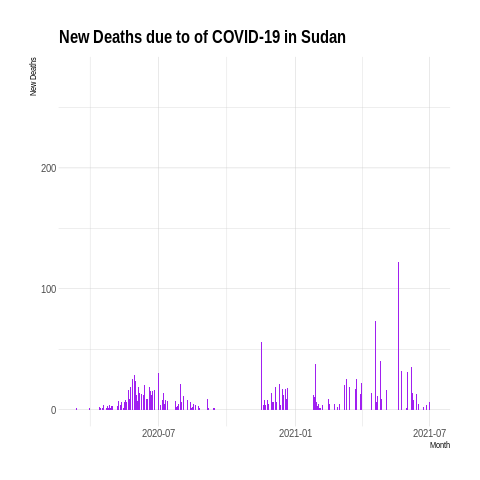 New Deaths due to of COVID-19 in Sudan
New Deaths
200
100
0
2020-07
2021-01
2021-07
Month